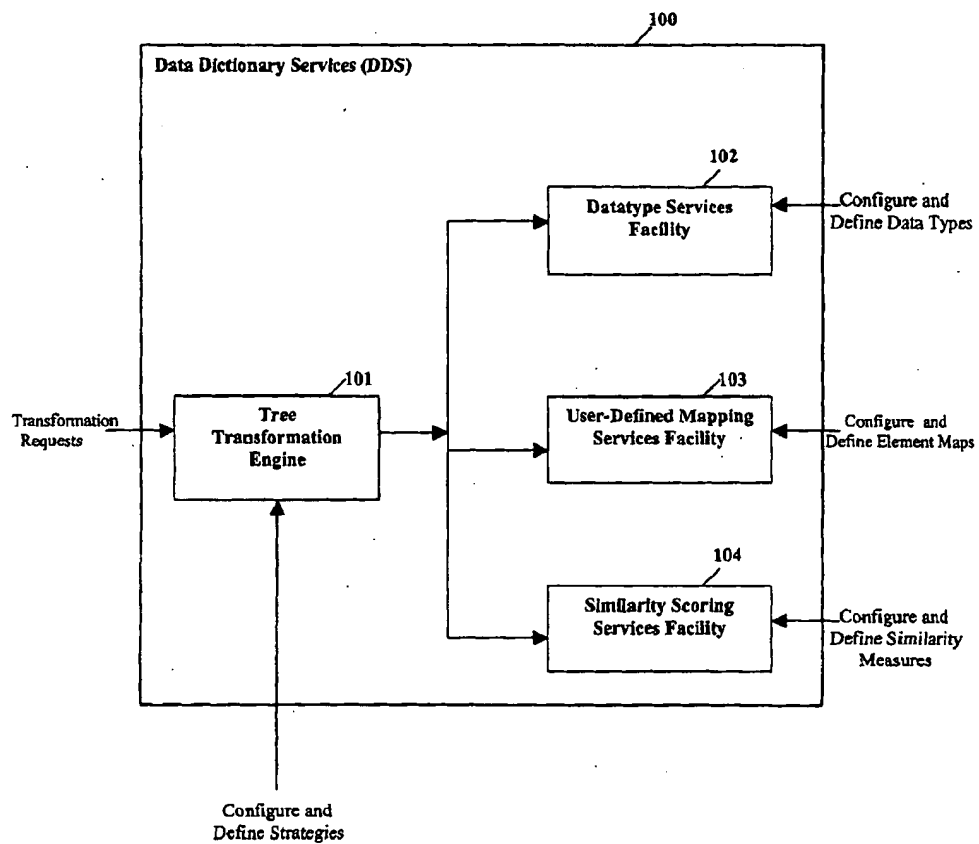 100
Data Dictionary Services (DDS)
102
Datatype Services
Facility
Configure and
Define Data Types
101
Tree
Transformation
Engine
Transformation
Requests
103
User-Defined Mapping
Services Facility
Configure and
Define Element Maps
104
Similarity Scoring
Services Facility
Configure and
Define Similarity
Measures
Configure and
Define Strategies